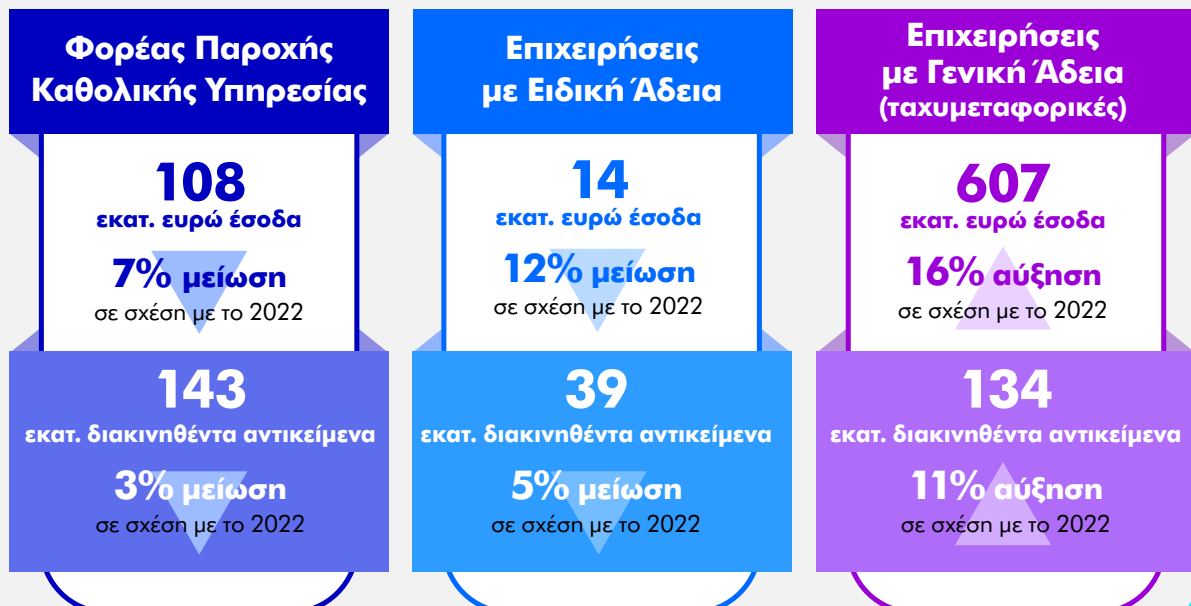 Φορέας Παροχής
Καθολικής Υπηρεσίας
108
εκατ. ευρώ έσοδα
7% μείωση
σε σχέση με το 2022
143
εκατ. διακινηθέντα αντικείμενα
3% μείωση
σε σχέση με το 2022
Επιχειρήσεις
με Ειδική Άδεια
14
εκατ. ευρώ έσοδα
12% μείωση
σε σχέση με το 2022
39
εκατ. διακινηθέντα αντικείμενα
5% μείωση
σε σχέση με το 2022
Επιχειρήσεις
με Γενική Άδεια
(ταχυμεταφορικές)
607
εκατ. ευρώ έσοδα
16% αύξηση
σε σχέση με το 2022
134
εκατ. διακινηθέντα αντικείμενα
11% αύξηση
σε σχέση με το 2022